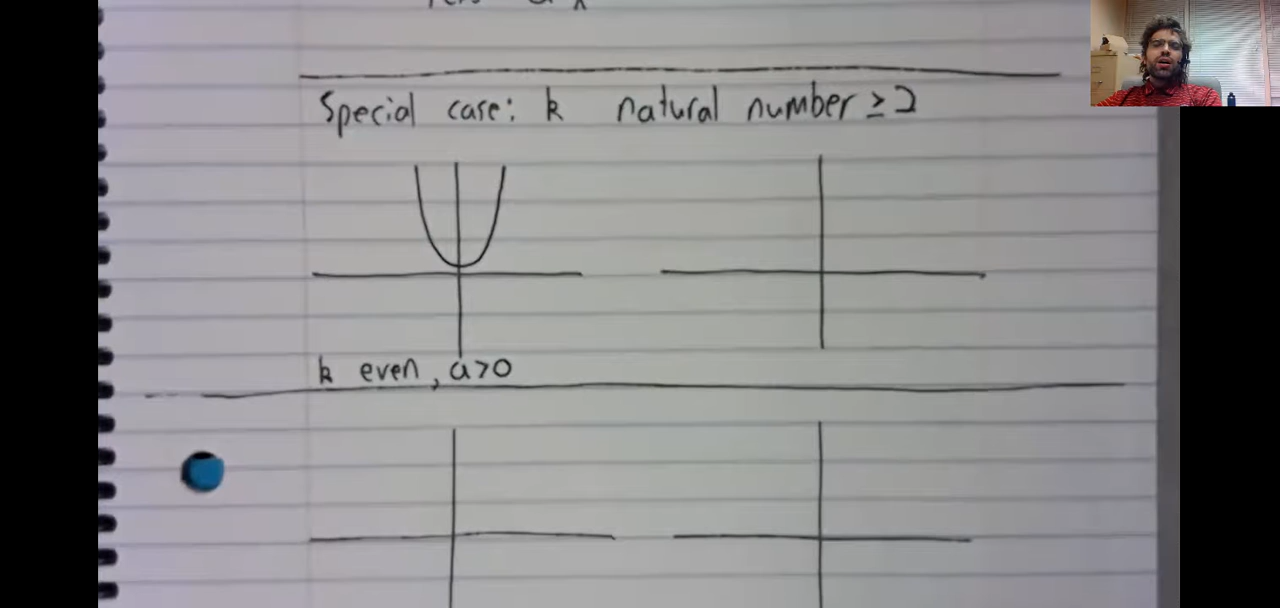 Special case: k natural number ≥ 2
k even, a>0